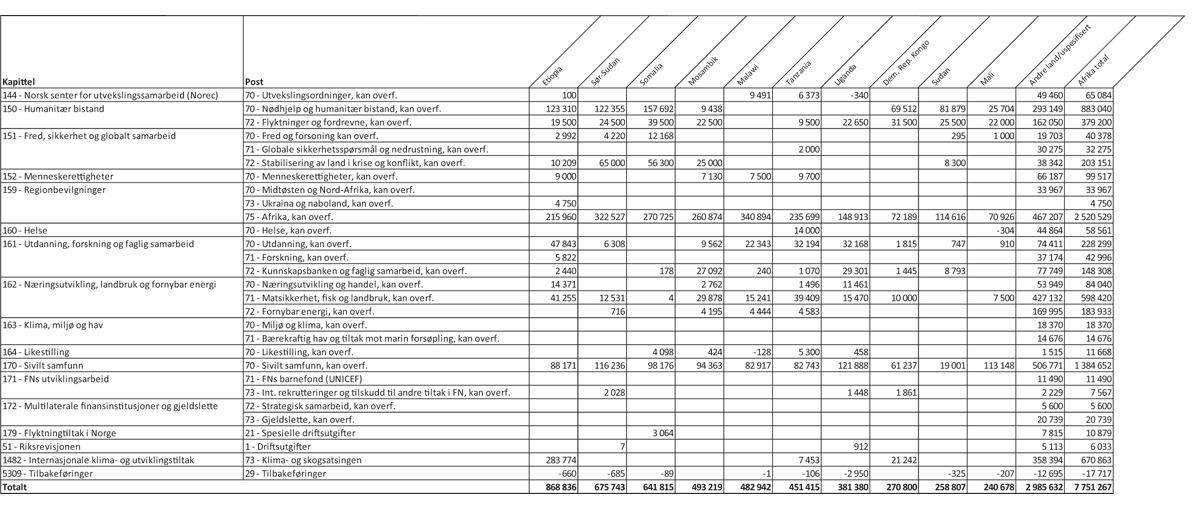 Kapittel Post Etiopia Sør-Sudan Somalia Mosambik Malawi Tanzania Uganda Dem. Rep. Kongo Sudan Mali Andre land/uspesifisert Afrika total
144 - Norsk senter for utvekslingssamarbeid (Norec) 70 - Utvekslingsordninger, kan overf. 100 9 491 6 373 -340 49 460 65 084
150 - Humanitær bistand 70 - Nødhjelp og humanitær bistand, kan overf. 123 310 122 355 157 692 9 438 69 512 81 879 25 704 293 149 883 040
72 - Flyktninger og fordrevne, kan overf. 19 500 24 500 39 500 22 500 9 500 22 650 31 500 25 500 22 000 162 050 379 200
151 - Fred, sikkerhet og globalt samarbeid 70 - Fred og forsoning kan overf. 2 992 4 220 12 168 295 1 000 19 703 40 378
71 - Globale sikkerhetsspørsmål og nedrustning, kan overf. 2 000 30 275 32 275
72 - Stabilisering av land i krise og konflikt, kan overf. 10 209 65 000 56 300 25 000 8 300 38 342 203 151
152 - Menneskerettigheter 70 - Menneskerettigheter, kan overf. 9 000 7 130 7 500 9 700 66 187 99 517
159 - Regionbevilgninger 70 - Midtøsten og Nord-Afrika, kan overf. 33 967 33 967
73 - Ukraina og naboland, kan overf. 4 750 4 750
75 - Afrika, kan overf. 215 960 322 527 270 725 260 874 340 894 235 699 148 913 72 189 114 616 70 926 467 207 2 520 529
160 - Helse 70 - Helse, kan overf. 14 000 -304 44 864 58 561
161 - Utdanning, forskning og faglig samarbeid 70 - Utdanning, kan overf. 47 843 6 308 9 562 22 343 32 194 32 168 1 815 747 910 74 411 228 299
71 - Forskning, kan overf. 5 822 37 174 42 996
72 - Kunnskapsbanken og faglig samarbeid, kan overf. 2 440 178 27 092 240 1 070 29 301 1 445 8 793 77 749 148 308
162 - Næringsutvikling, landbruk og fornybar energi 70 - Næringsutvikling og handel, kan overf. 14 371 2 762 1 496 11 461 53 949 84 040
71 - Matsikkerhet, fisk og landbruk, kan overf. 41 255 12 531 4 29 878 15 241 39 409 15 470 10 000 7 500 427 132 598 420
72 - Fornybar energi, kan overf. 716 4 195 4 444 4 583 169 995 183 933
163 - Klima, miljø og hav 70 - Miljø og klima, kan overf. 18 370 18 370
71 - Bærekraftig hav og tiltak mot marin forsøpling, kan overf. 14 676 14 676
164 - Likestilling 70 - Likestilling, kan overf. 4 098 424 -128 5 300 458 1 515 11 668
170 - Sivilt samfunn 70 - Sivilt samfunn, kan overf. 88 171 116 236 98 176 94 363 82 917 82 743 121 888 61 237 19 001 113 148 506 771 1 384 652
171 - FNs utviklingsarbeid 71 - FNs barnefond (UNICEF) 11 490 11 490
73 - Int. rekrutteringer og tilskudd til andre tiltak i FN, kan overf. 2 028 1 448 1 861 2 229 7 567
172 - Multilaterale finansinstitusjoner og gjeldslette 72 - Strategisk samarbeid, kan overf. 5 600 5 600
73 - Gjeldslette, kan overf. 20 739 20 739
179 - Flyktningtiltak i Norge 21 - Spesielle driftsutgifter 3 064 7 815 10 879
51 - Riksrevisjonen 1 - Driftsutgifter 7 912 5 113 6 033
1482 - Internasjonale klima- og utviklingstiltak 73 - Klima- og skogsatsingen 283 774 7 453 21 242 358 394 670 863
5309 - Tilbakeføringer 29 - Tilbakeføringer -660 -685 -89 -1 -106 -2 950 -325 -207 -12 695 -17 717
Totalt 868 836 675 743 641 815 493 219 482 942 451 415 381 380 270 800 258 807 240 678 2 985 632 7 751 267